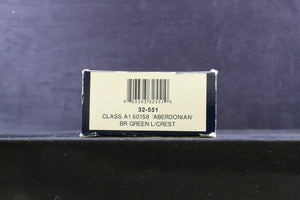 32-551
CLASS A1 60158 'ABERDONIAN'
BR GREEN L/CREST